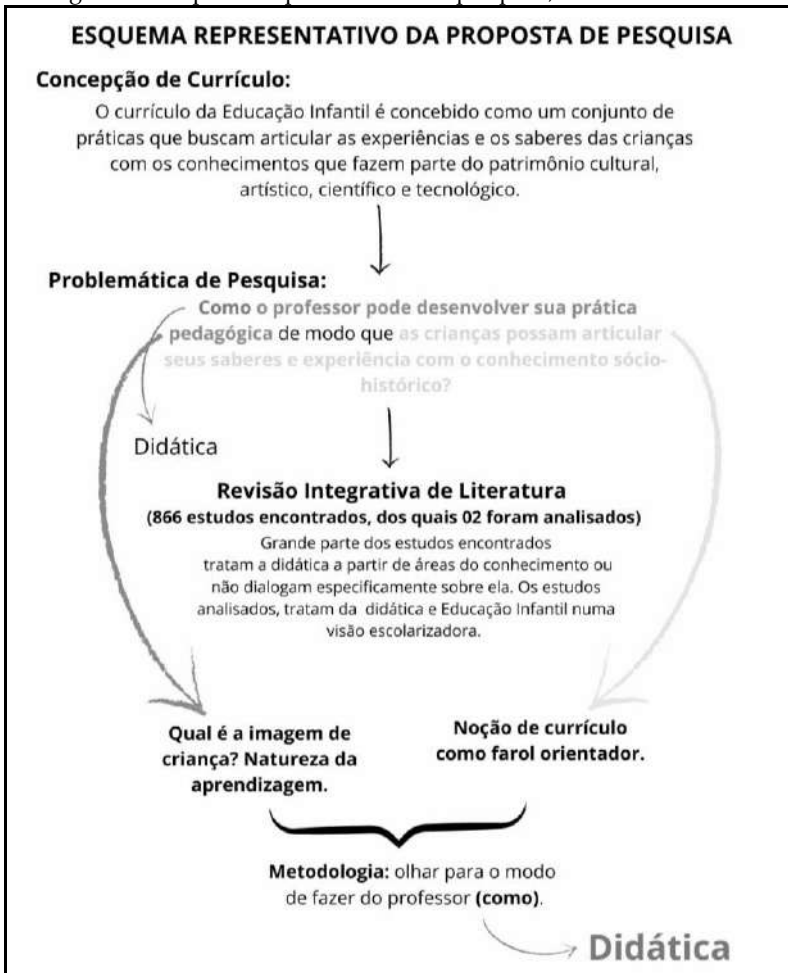 ESQUEMA REPRESENTATIVO DA PROPOSTA DE PESQUISA
Concepção de Currículo:
O currículo da Educação Infantil é concebido como um conjunto de
práticas que buscam articular as experiências e os saberes das crianças
com os conhecimentos que fazem parte do patrimônio cultural,
artístico, científico e tecnológico.
Problemática de Pesquisa:
Como o professor pode desenvolver sua prática
pedagógica de modo que as crianças possam articular
seus saberes e experiência com o conhecimento sócio-
histórico?
Didática
Revisão Integrativa de Literatura
(866 estudos encontrados, dos quais 02 foram analisados)
Grande parte dos estudos encontrados
tratam a didática a partir de áreas do conhecimento ou
não dialogam especificamente sobre ela. Os estudos
analisados, tratam da didática e Educação Infantil numa
visão escolarizadora.
Qual é a imagem de
criança? Natureza da
aprendizagem.
Noção de currículo
como farol orientador.
Metodologia: olhar para o modo
de fazer do professor (como).
Didática